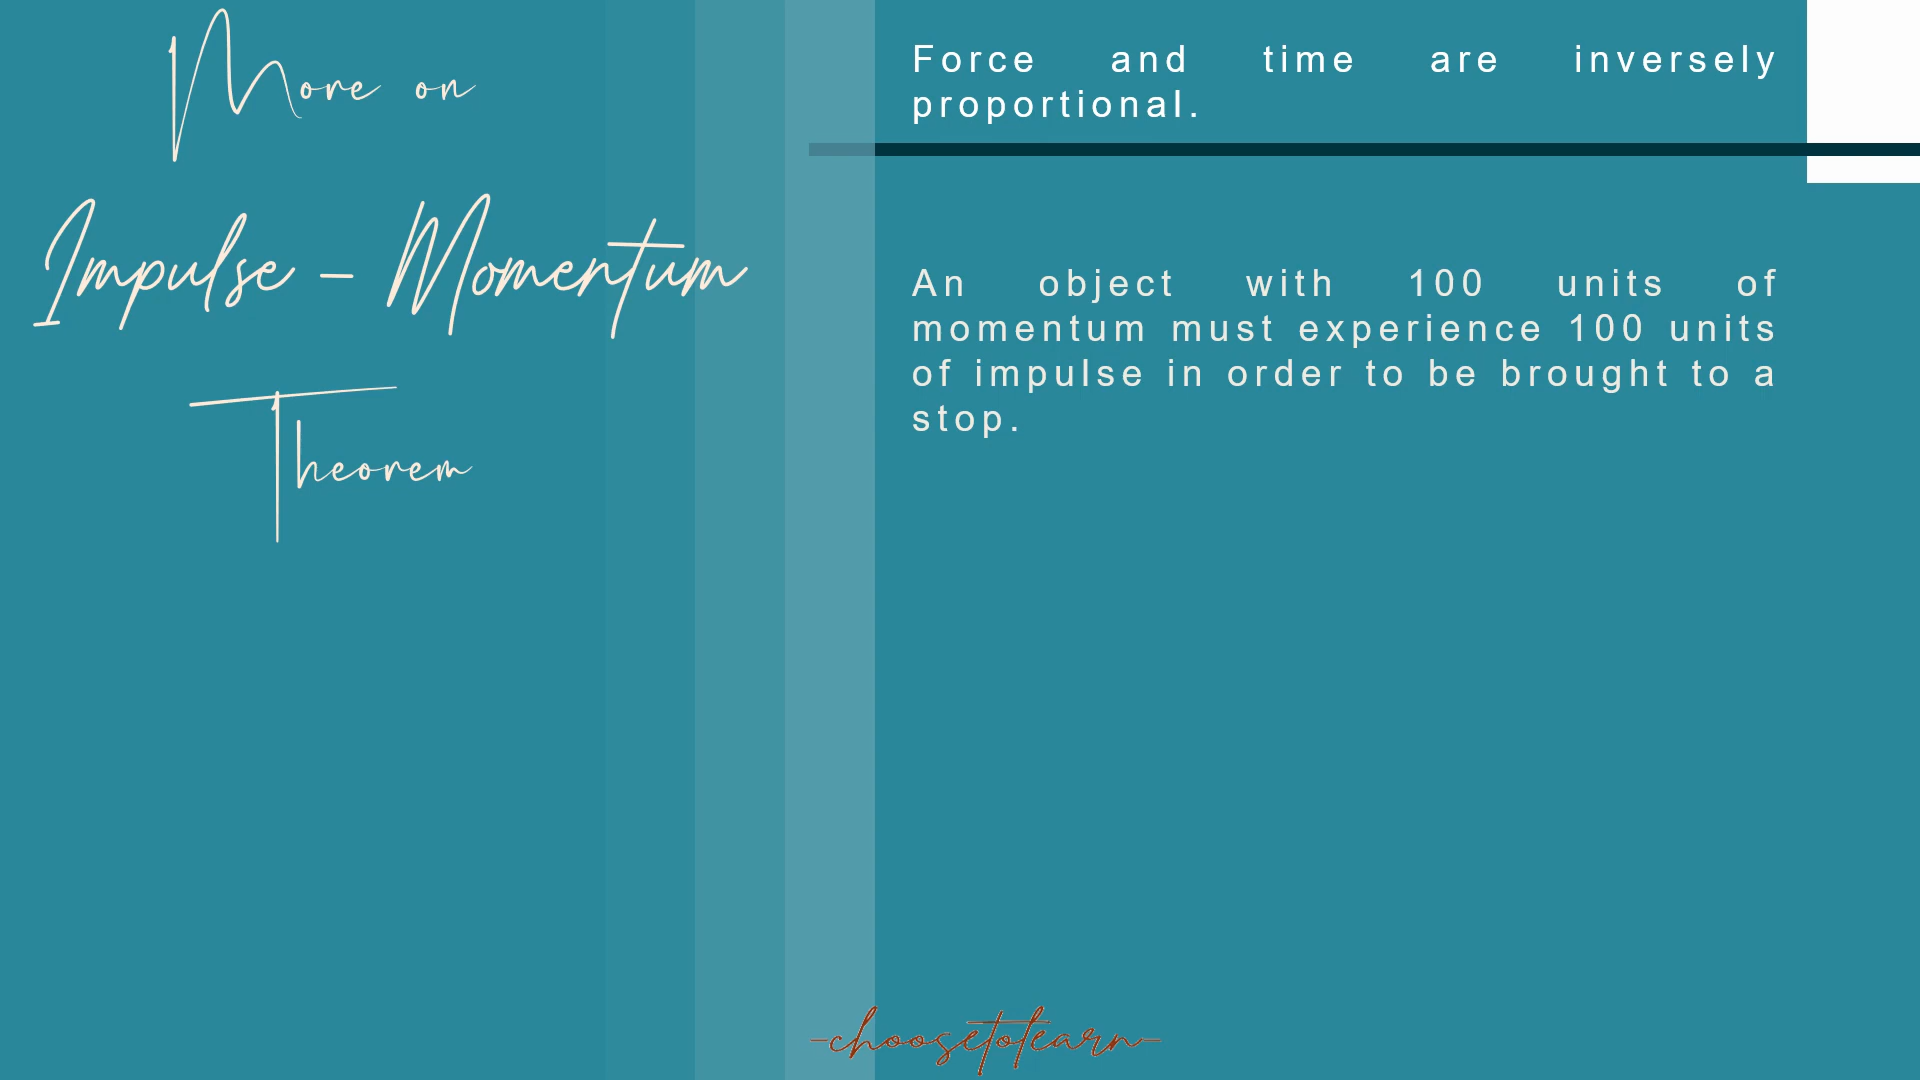 More on
Impulse - Momentum
Theorem
Force and time are inversely
proportional.
An object with 100 units of
momentum must experience 100 units
of impulse in order to be brought to a
stop.
-choosetolearn-